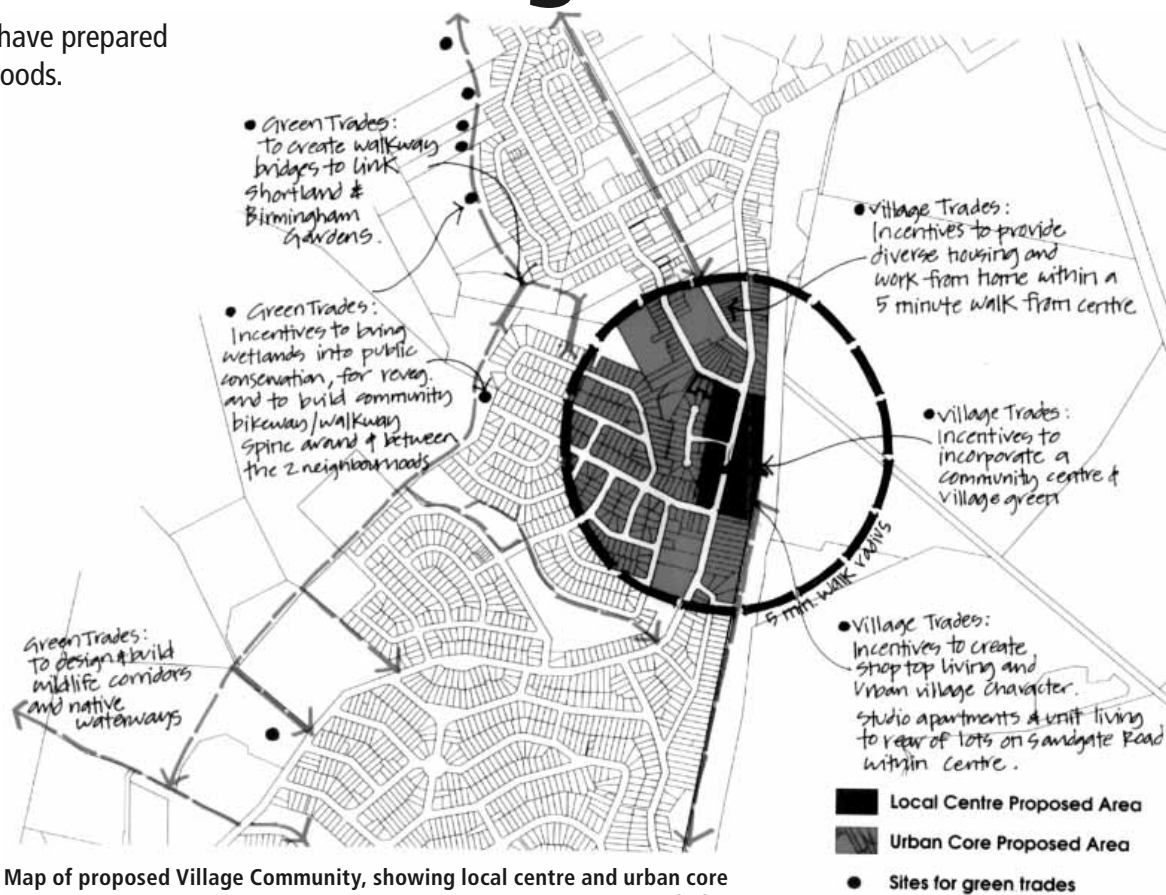 have prepared
oods.
● Green Trades:
To create walkway
bridges to link
Shortland &
Birmingham
Gardens.
● Green Trades:
Incentives to bring
wetlands into public
conservation, for reveg.
and to build community
bikeway/walkway
spine around & between
the 2 neighbourhoods
Green Trades:
To design & build
wildlife corridors
and native
waterways
● Village Trades:
Incentives to provide
diverse housing and
work from home within a
5 minute walk from centre
● Village Trades:
Incentives to
incorporate a
community centre &
village green
5 min. walk radius
● Village Trades:
Incentives to create
shop top living and
Urban village character.
Studio apartments & unit living
to rear of lots on Sandgate Road
within centre.
Local Centre Proposed Area
Urban Core Proposed Area
● Sites for green trades
Map of proposed Village Community, showing local centre and urban core